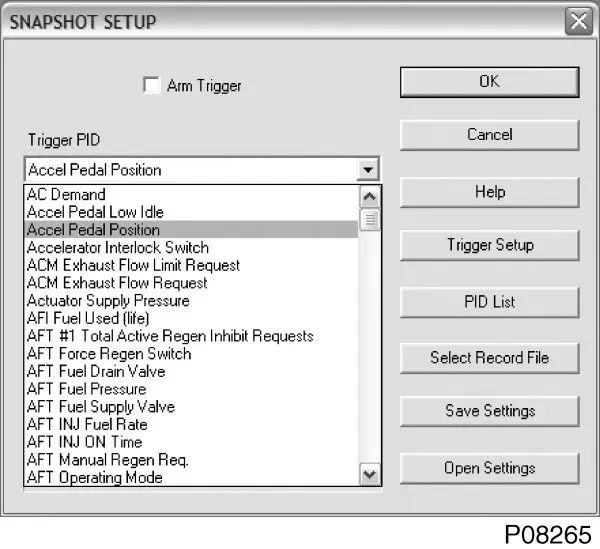 SNAPSHOT SETUP
Arm Trigger
OK
Trigger PID
Cancel
Accel Pedal Position
AC Demand
Accel Pedal Low Idle
Accel Pedal Position
Accelerator Interlock Switch
ACM Exhaust Flow Limit Request
ACM Exhaust Flow Request
Actuator Supply Pressure
AFI Fuel Used (life)
AFT #1 Total Active Regen Inhibit Requests
AFT Force Regen Switch
AFT Fuel Drain Valve
AFT Fuel Pressure
AFT Fuel Supply Valve
AFT INJ Fuel Rate
AFT INJ ON Time
AFT Manual Regen Req.
AFT Operating Mode
Help
Trigger Setup
PID List
Select Record File
Save Settings
Open Settings
P08265